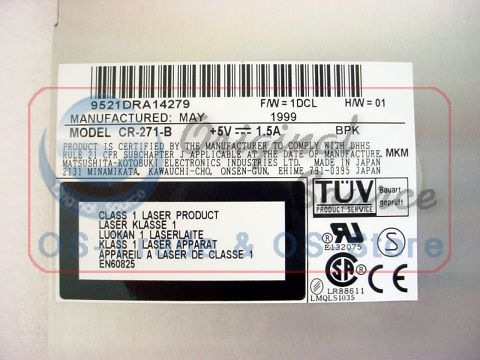 9521DRA14279 F/W = 1DCL H/W = 01
MANUFACTURED: MAY 1999
MODEL CR-271-B +5V⎓1.5A BPK
PRODUCT IS CERTIFIED BY THE MANUFACTURER TO COMPLY WITH DHHS
RULE 21 CFR SUBCHAPTER J APPLICABLE AT THE DATE OF MANUFACTURE. MKM
MATSUSHITA-KOTOBUKI ELECTRONICS INDUSTRIES LTD. MADE IN JAPAN
2131 MINAMIKATA, KAWAUCHI-CHO, ONSEN-GUN, EHIME 791-0395 JAPAN
CLASS 1 LASER PRODUCT
LASER KLASSE 1
LUOKAN 1 LASERLAITE
KLASS 1 LASER APPARAT
APPAREIL A LASER DE CLASSE 1
EN60825
TÜV
PRODUCT SERVICE
Bauart
geprüft
E132075
S
SA
CE
LR88611
LMQLS1035
Original
Source
OS-Store & OS-Store